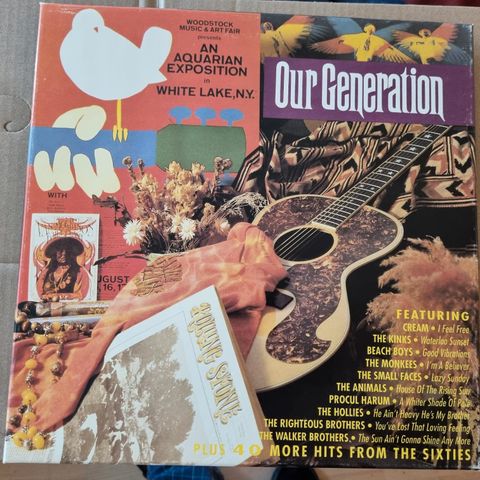 WOODSTOCK
MUSIC & ART FAIR
presents
AN
AQUARIAN
EXPOSITION
in
WHITE LAKE, N.Y.
Our Generation
WITH
ROLLING STONE
FEATURING
CREAM • I Feel Free
THE KINKS • Waterloo Sunset
BEACH BOYS • Good Vibrations
THE MONKEES • I'm A Believer
THE SMALL FACES • Lazy Sunday
THE ANIMALS • House Of The Rising Sun
PROCUL HARUM • A Whiter Shade Of Pale
THE HOLLIES • He Ain't Heavy He's My Brother
THE RIGHTEOUS BROTHERS • You've Lost That Loving Feeling
THE WALKER BROTHERS • The Sun Ain't Gonna Shine Any More
PLUS 40 MORE HITS FROM THE SIXTIES